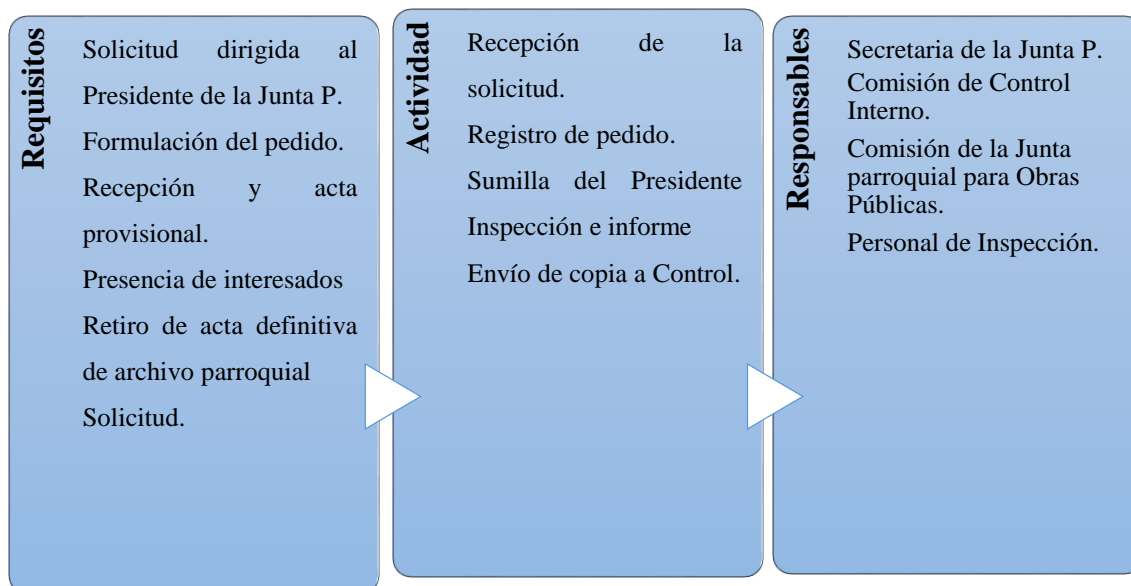 Requisitos
Solicitud dirigida al
Presidente de la Junta P.
Formulación del pedido.
Recepción y acta
provisional.
Presencia de interesados
Retiro de acta definitiva
de archivo parroquial
Solicitud.
Actividad
Recepción de la
solicitud.
Registro de pedido.
Sumilla del Presidente
Inspección e informe
Envío de copia a Control.
Responsables
Secretaria de la Junta P.
Comisión de Control
Interno.
Comisión de la Junta
parroquial para Obras
Públicas.
Personal de Inspección.